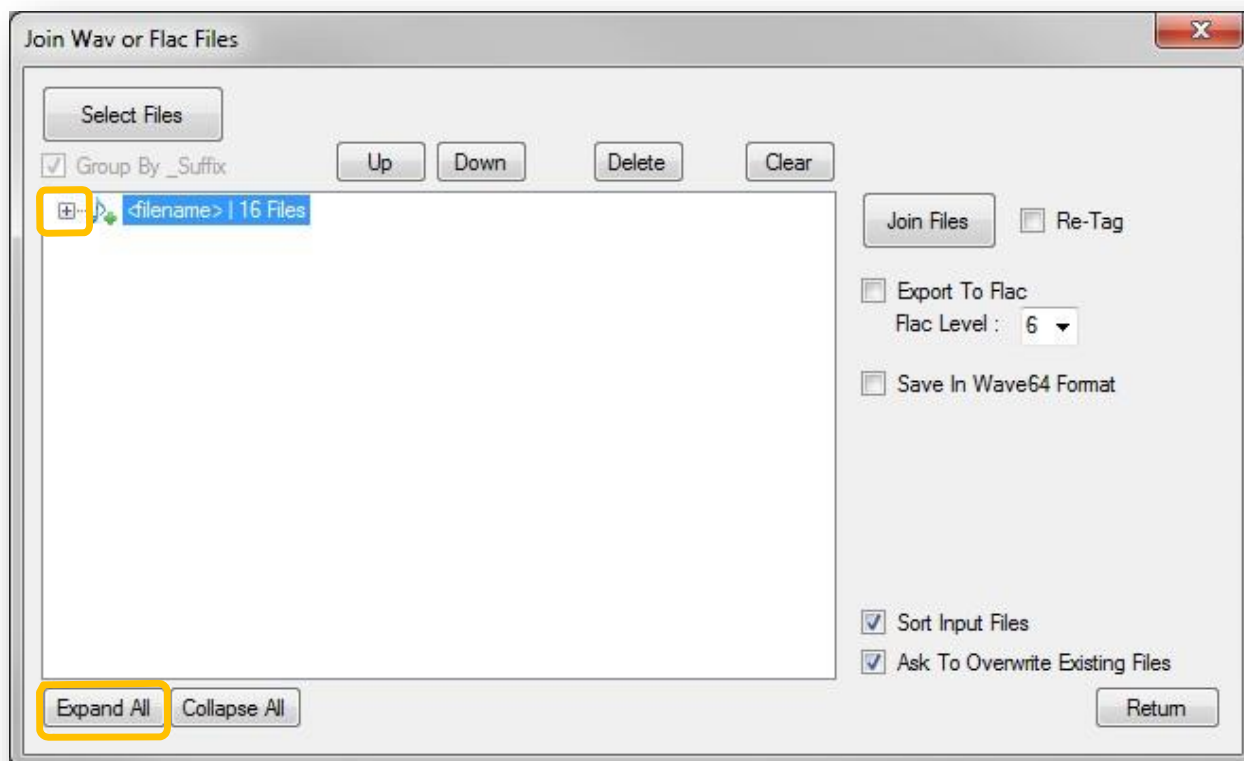 Join Wav or Flac Files
Select Files
Group By _Suffix
Up
Down
Delete
Clear
<filename> | 16 Files
Join Files
Re-Tag
Export To Flac
Flac Level :
6
Save In Wave64 Format
Sort Input Files
Ask To Overwrite Existing Files
Expand All
Collapse All
Return